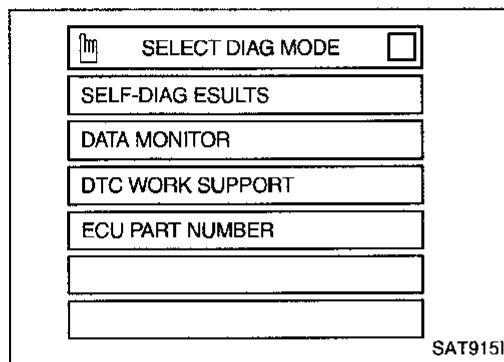 SELECT DIAG MODE
SELF-DIAG ESULTS
DATA MONITOR
DTC WORK SUPPORT
ECU PART NUMBER
SAT915I